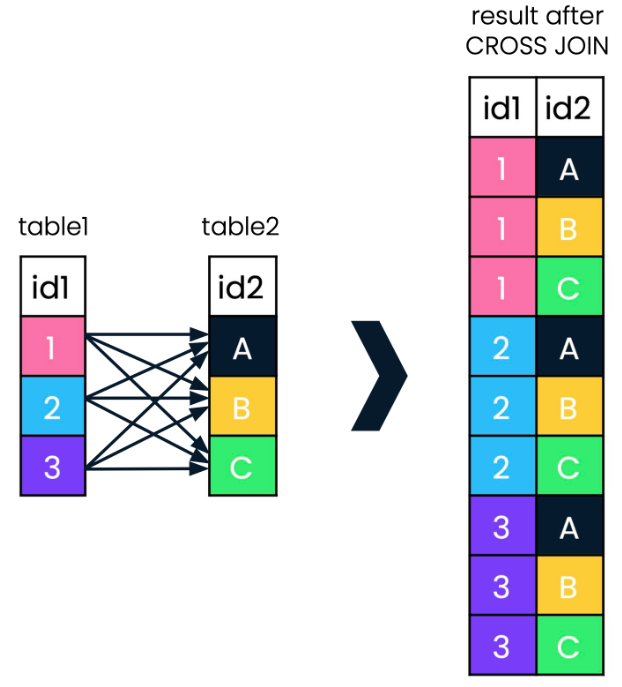 result after
CROSS JOIN
id1 id2
1 A
1 B
1 C
2 A
2 B
2 C
3 A
3 B
3 C
table1
id1
1
2
3
table2
id2
A
B
C